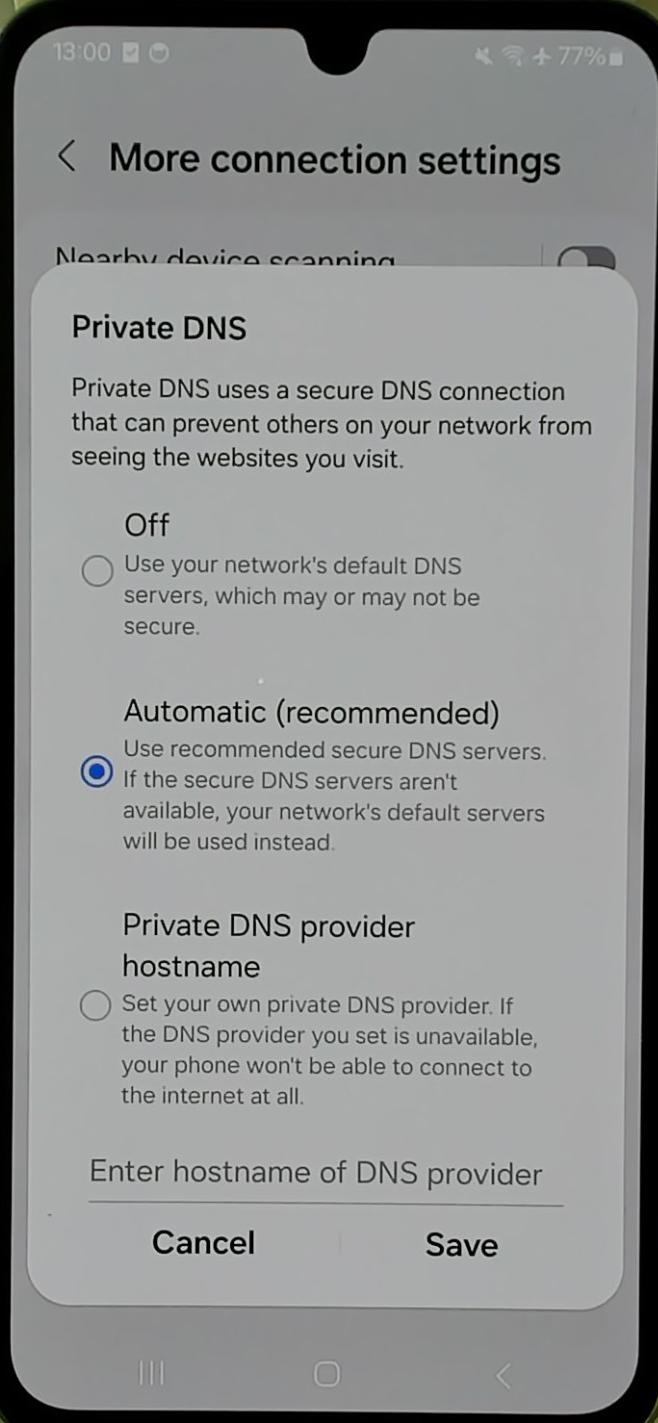 13:00
77%
More connection settings
Nearby device scanning
Private DNS
Private DNS uses a secure DNS connection
that can prevent others on your network from
seeing the websites you visit.
Off
Use your network's default DNS
servers, which may or may not be
secure.
Automatic (recommended)
Use recommended secure DNS servers.
If the secure DNS servers aren't
available, your network's default servers
will be used instead.
Private DNS provider
hostname
Set your own private DNS provider. If
the DNS provider you set is unavailable,
your phone won't be able to connect to
the internet at all.
Enter hostname of DNS provider
Cancel
Save